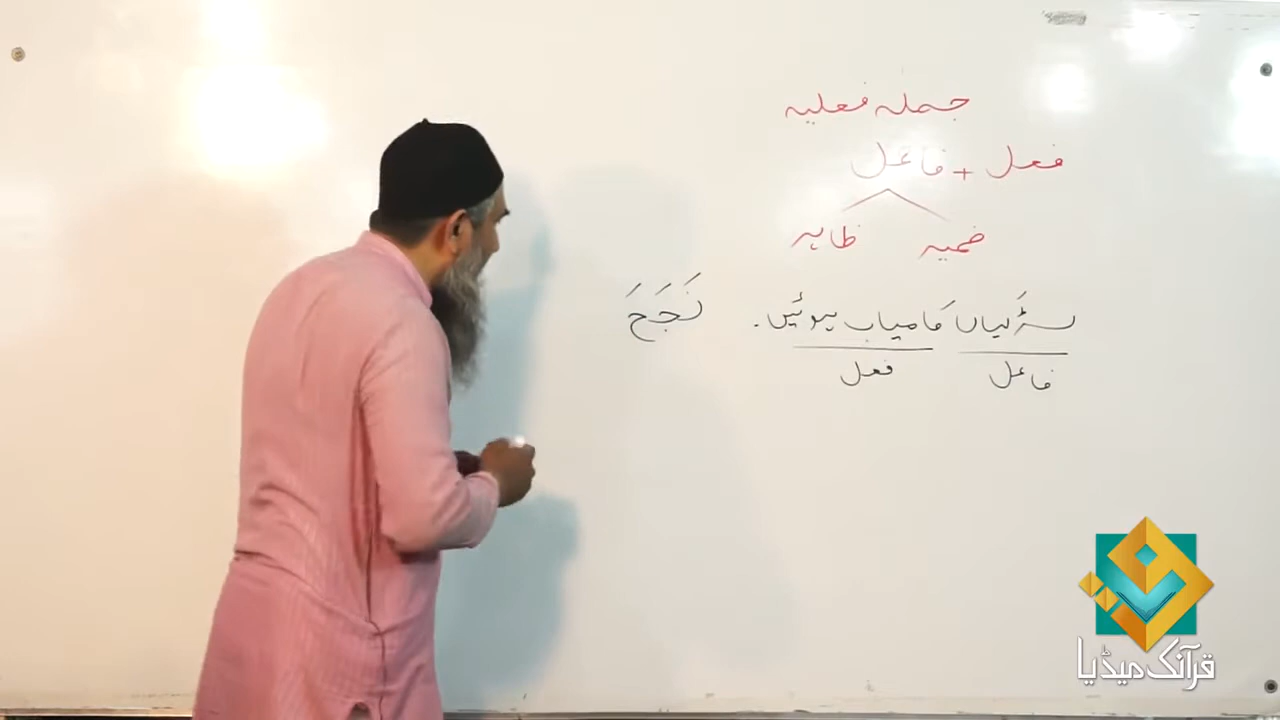 جملہ فعلیہ
فعل + فاعل
ضمیر ظاہر
لڑکیاں کامیاب ہوئیں۔ نَجَحَ
فاعل فعل
قرآنک میڈیا